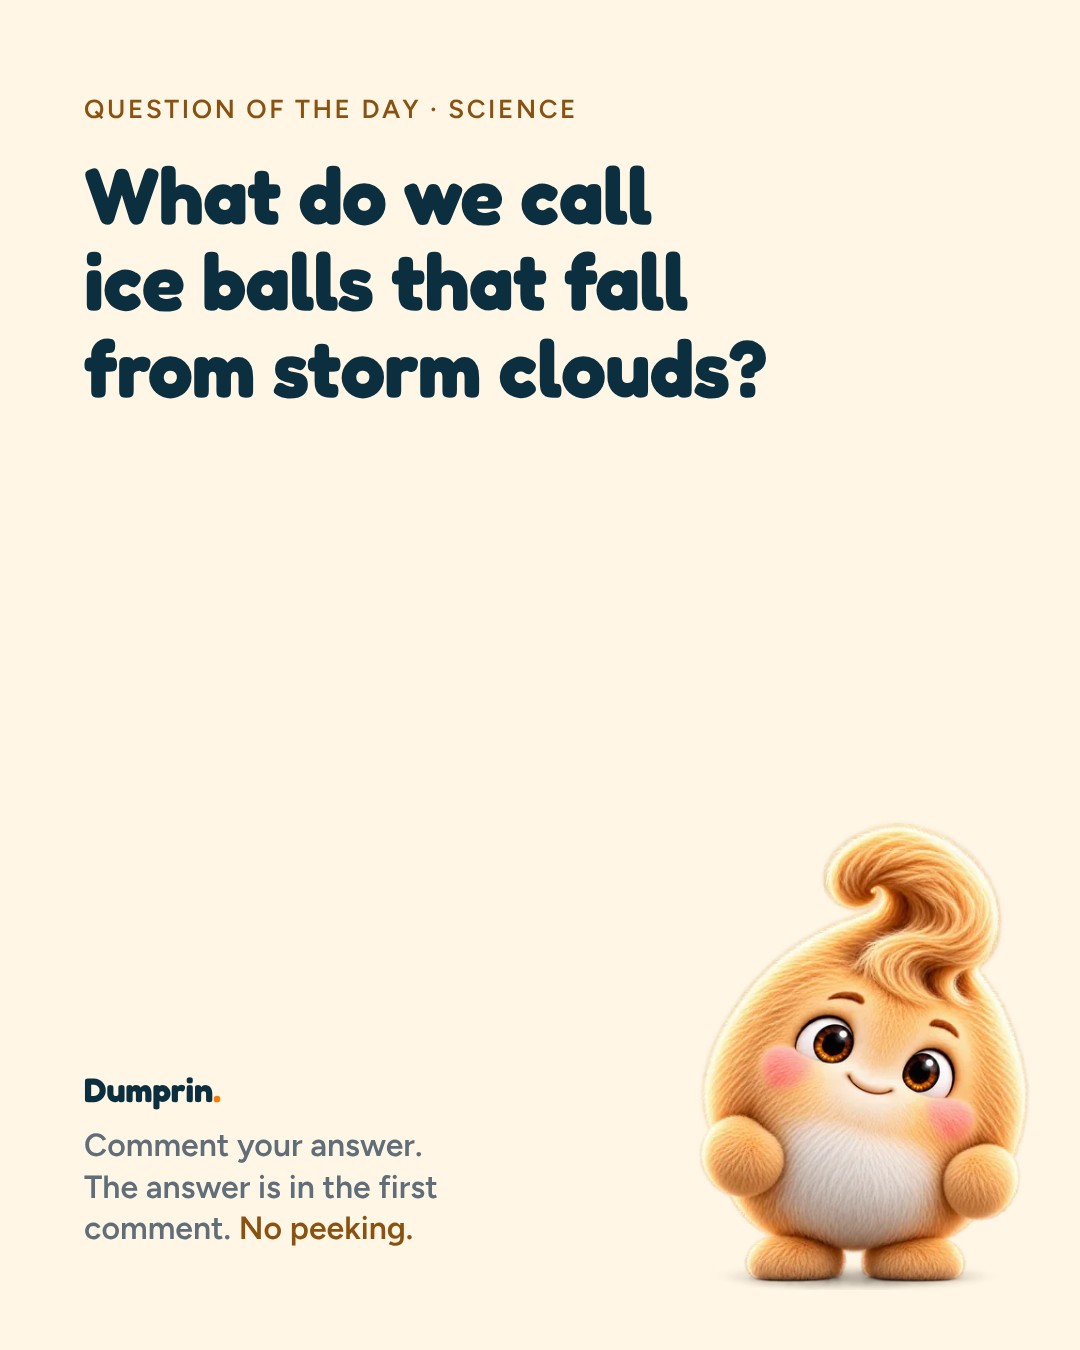 QUESTION OF THE DAY · SCIENCE
What do we call
ice balls that fall
from storm clouds?
Dumprin.
Comment your answer.
The answer is in the first
comment. No peeking.